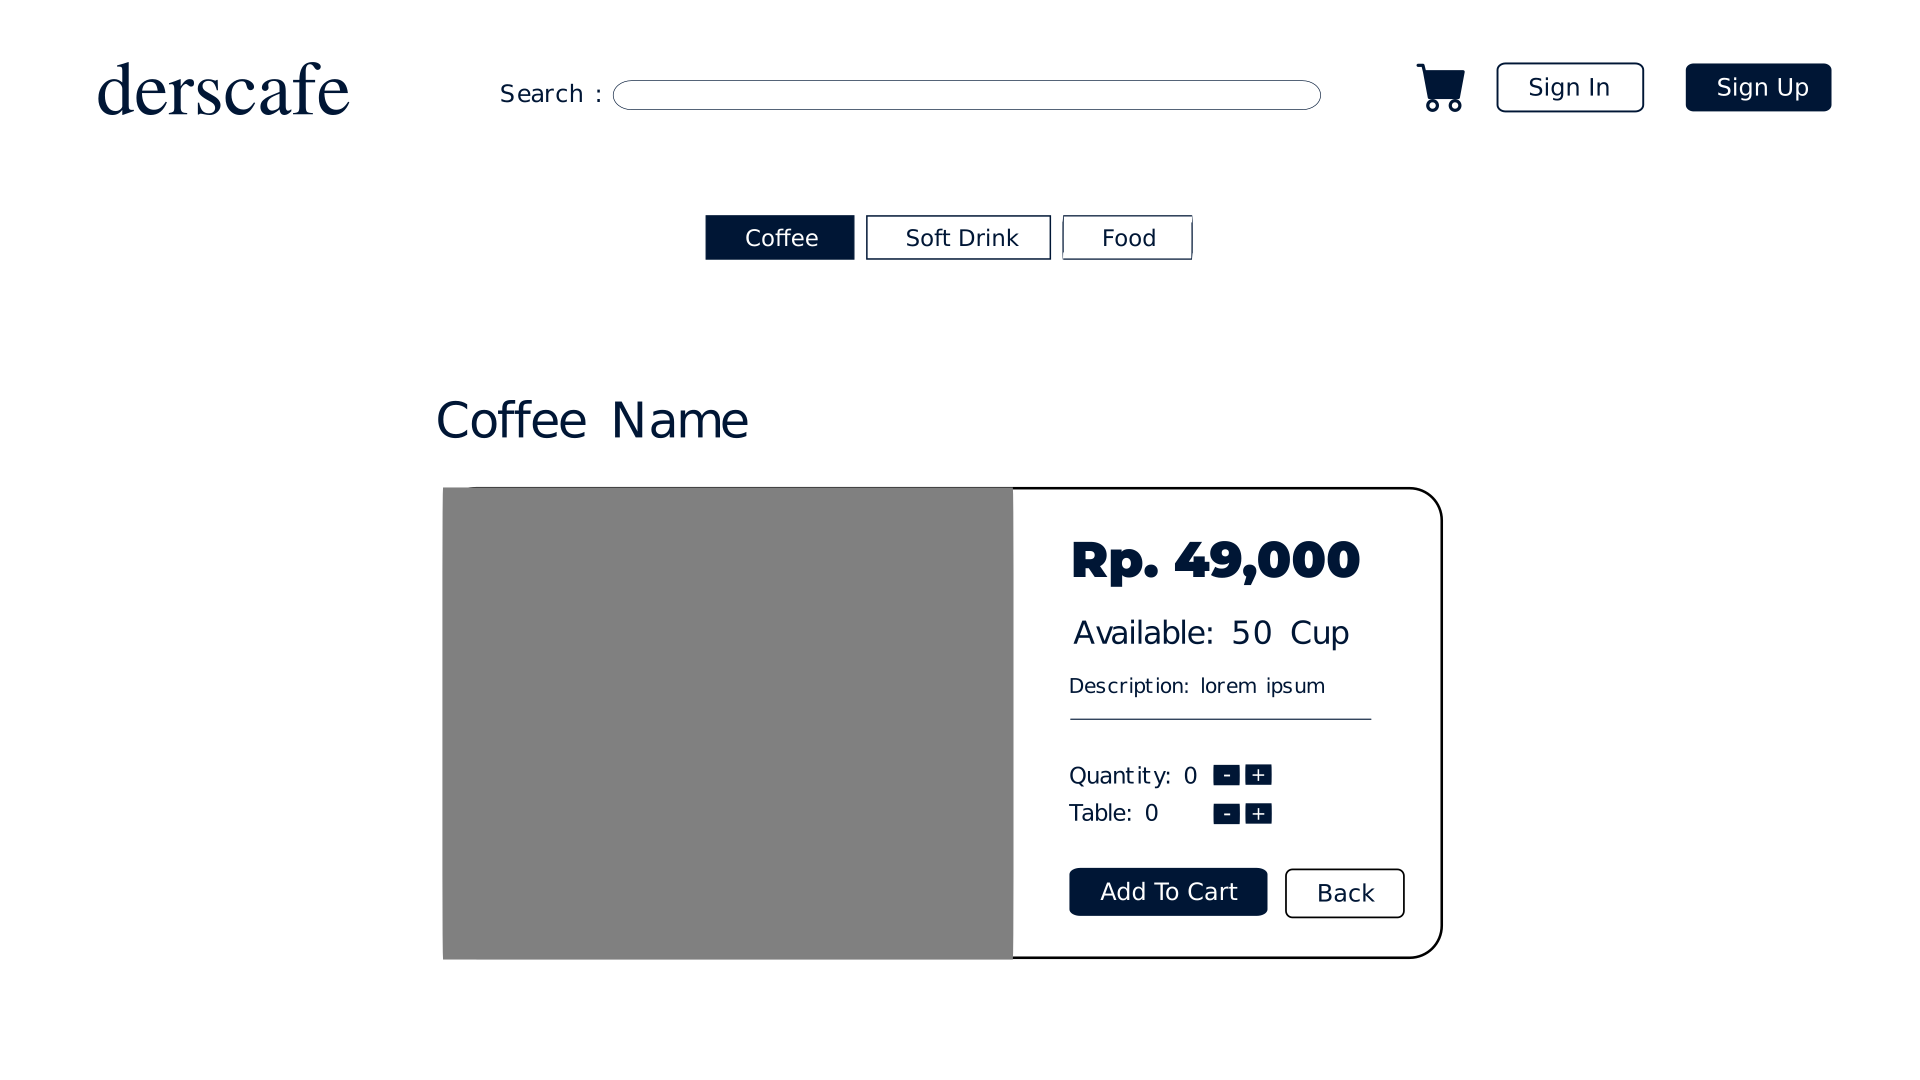 derscafe
Search :
Sign In
Sign Up
Coffee
Soft Drink
Food
Coffee Name
Rp. 49,000
Available: 50 Cup
Description: lorem ipsum
Quantity: 0 - +
Table: 0 - +
Add To Cart
Back